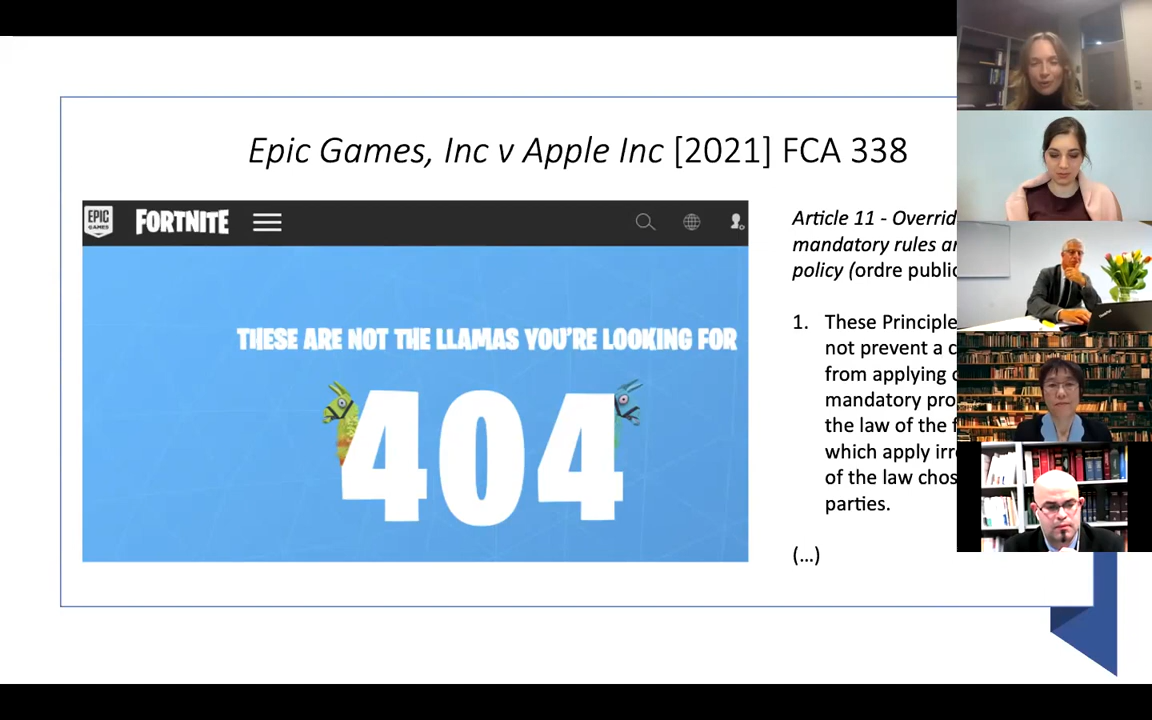 Epic Games, Inc v Apple Inc [2021] FCA 338
EPIC
GAMES
FORTNITE
THESE ARE NOT THE LLAMAS YOU'RE LOOKING FOR
404
Article 11 - Overrid
mandatory rules
policy (ordre public
1. These Principle
not prevent a
from applying
mandatory pro
the law of the
which apply
of the law chos
parties.
(...)